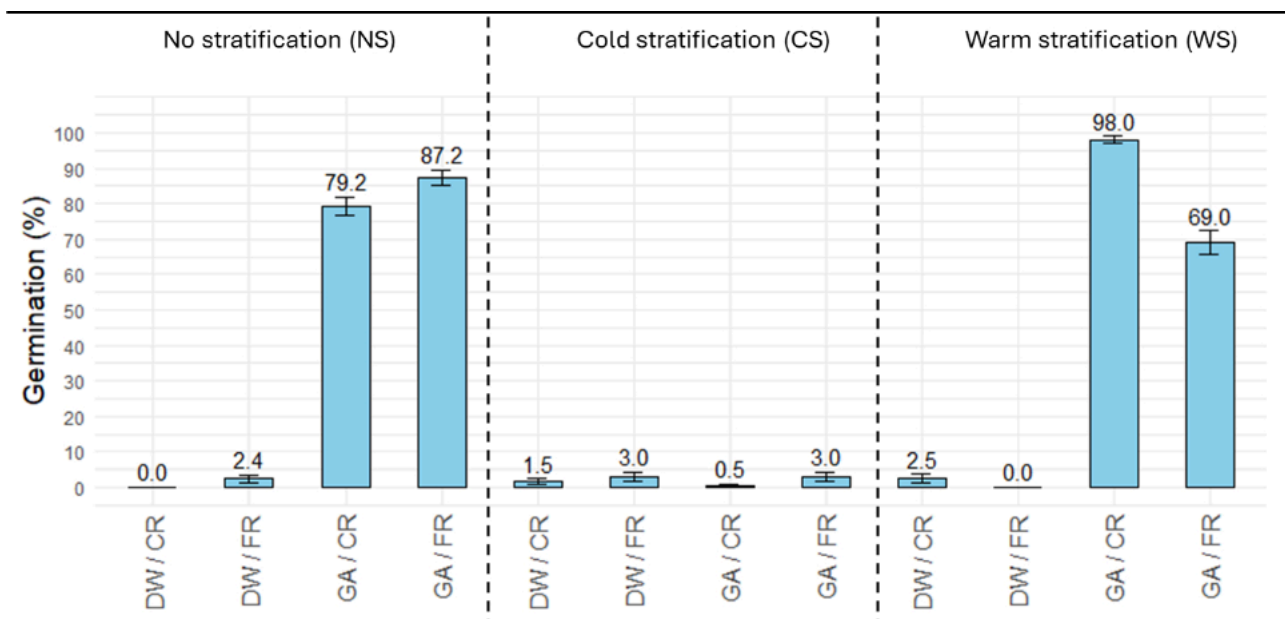 No stratification (NS)
Cold stratification (CS)
Warm stratification (WS)
Germination (%)
100
90
80
70
60
50
40
30
20
10
0
0.0
2.4
79.2
87.2
1.5
3.0
0.5
3.0
2.5
0.0
98.0
69.0
DW / CR
DW / FR
GA / CR
GA / FR
DW / CR
DW / FR
GA / CR
GA / FR
DW / CR
DW / FR
GA / CR
GA / FR